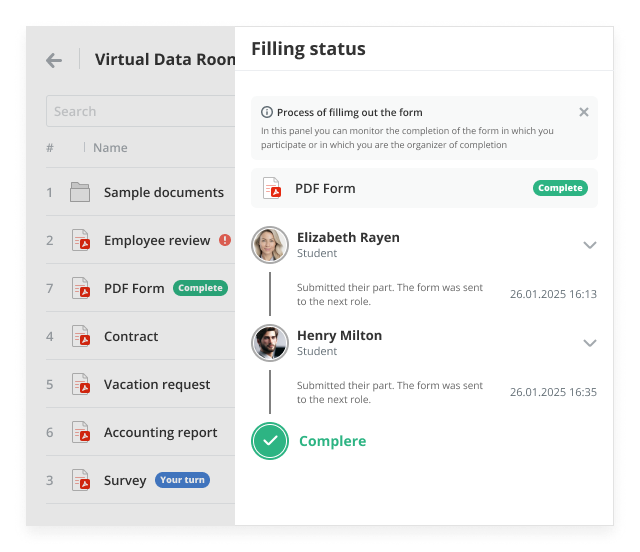 Virtual Data Room
Search
# Name
1 Sample documents
2 Employee review !
7 PDF Form Complete
4 Contract
5 Vacation request
6 Accounting report
3 Survey Your turn
Filling status
Process of fillimg out the form
In this panel you can monitor the completion of the form in which you
participate or in which you are the organizer of completion
PDF Form Complete
Elizabeth Rayen
Student
Submitted their part. The form was sent
to the next role.
26.01.2025 16:13
Henry Milton
Student
Submitted their part. The form was sent
to the next role.
26.01.2025 16:35
Complere